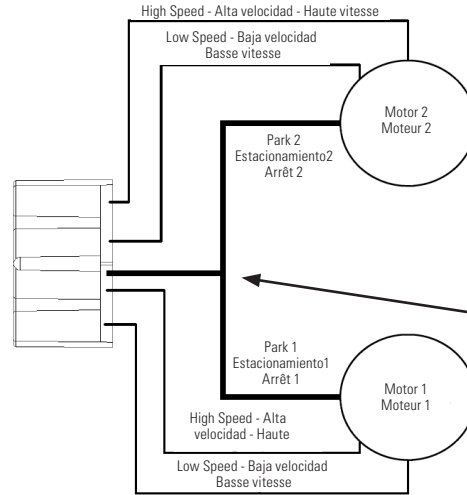 High Speed - Alta velocidad - Haute vitesse
Low Speed - Baja velocidad
Basse vitesse
Motor 2
Moteur 2
Park 2
Estacionamiento2
Arrêt 2
Park 1
Estacionamiento1
Arrêt 1
Motor 1
Moteur 1
High Speed - Alta
velocidad - Haute
Low Speed - Baja velocidad
Basse vitesse